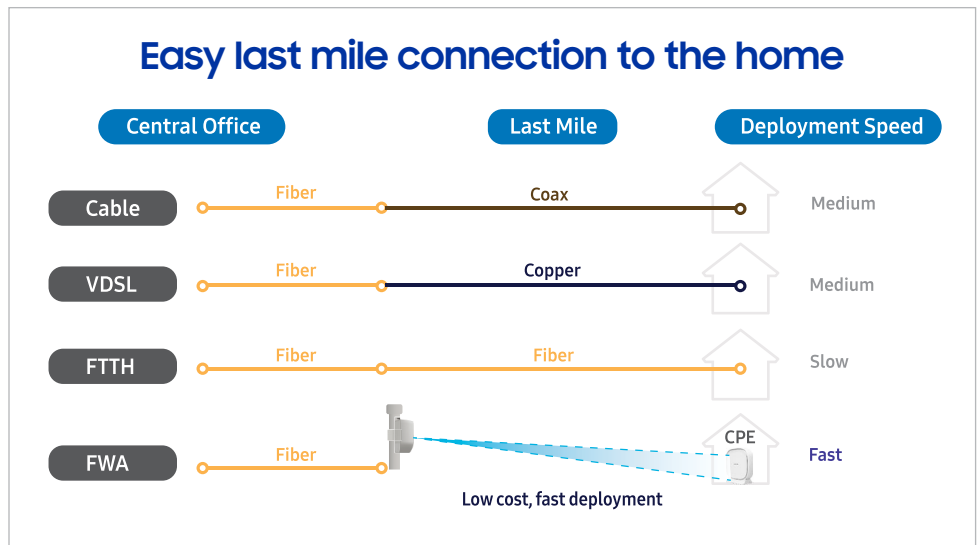 Easy last mile connection to the home
Central Office
Last Mile
Deployment Speed
Cable
Fiber
Coax
Medium
VDSL
Fiber
Copper
Medium
FTTH
Fiber
Fiber
Slow
FWA
Fiber
CPE
Fast
Low cost, fast deployment